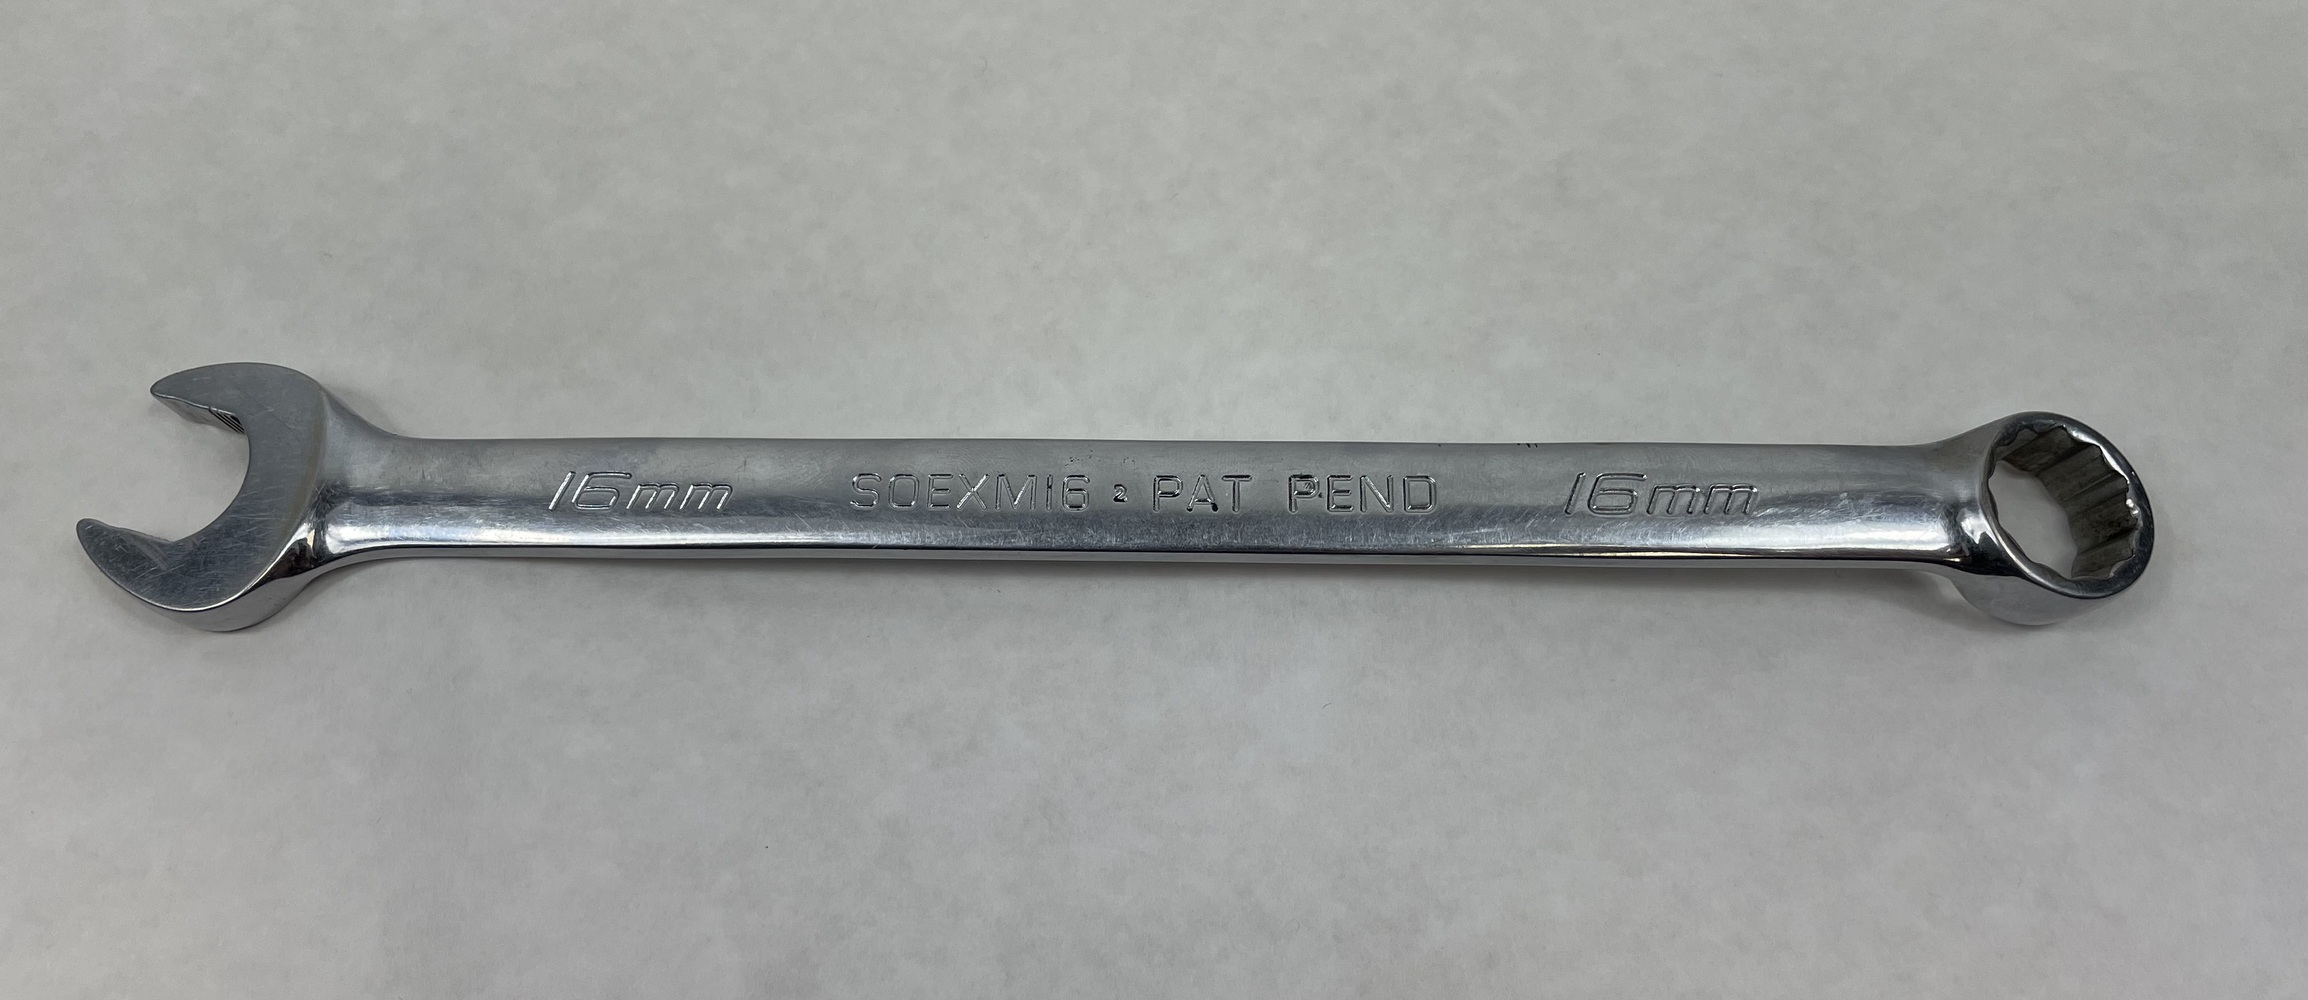 16mm SOEXM16 2 PAT PEND 16mm